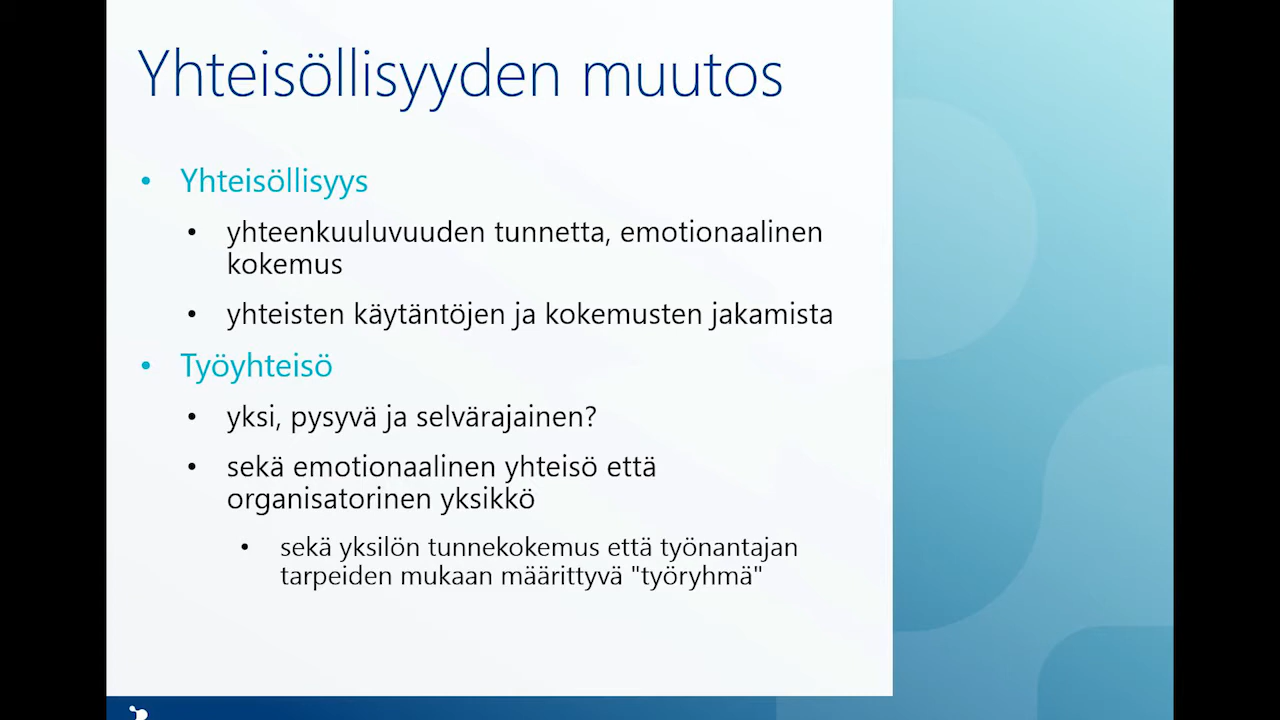 Yhteisöllisyyden muutos
• Yhteisöllisyys
• yhteenkuuluvuuden tunnetta, emotionaalinen
kokemus
• yhteisten käytäntöjen ja kokemusten jakamista
• Työyhteisö
• yksi, pysyvä ja selvärajainen?
• sekä emotionaalinen yhteisö että
organisatorinen yksikkö
• sekä yksilön tunnekokemus että työnantajan
tarpeiden mukaan määrittyvä "työryhmä"